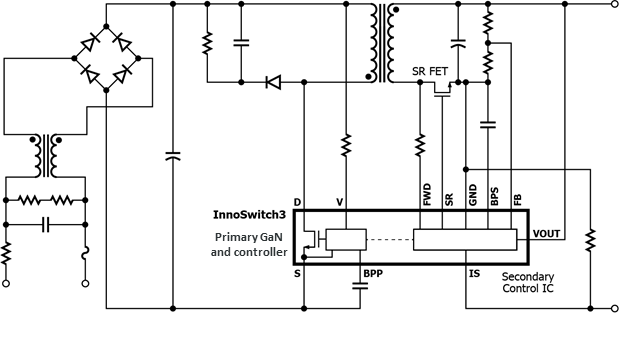 SR FET
D
V
FWD
SR
GND
BPS
FB
InnoSwitch3
VOUT
Primary GaN
and controller
S
BPP
IS
Secondary
Control IC